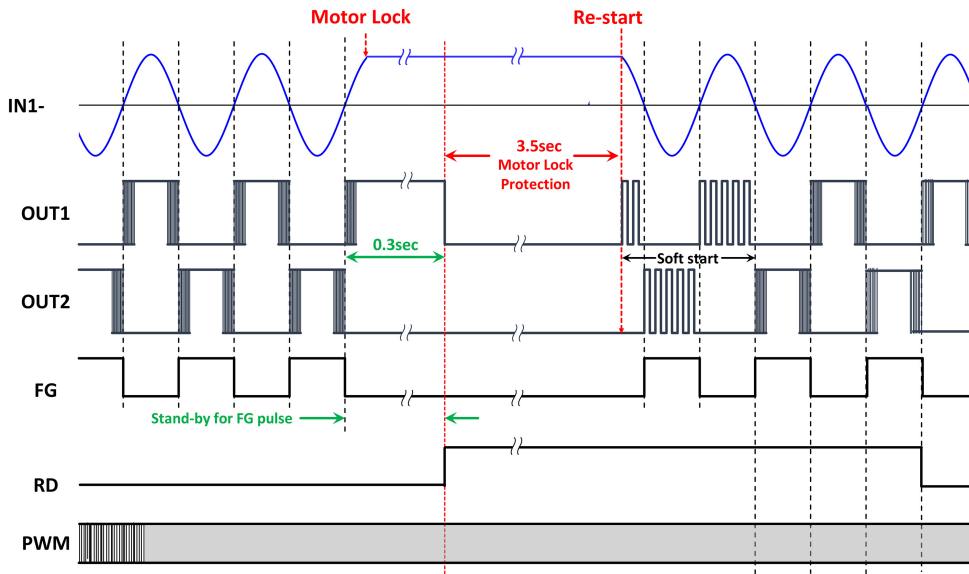 Motor Lock
Re-start
IN1-
3.5sec
Motor Lock
Protection
OUT1
0.3sec
Soft start
OUT2
FG
Stand-by for FG pulse
RD
PWM